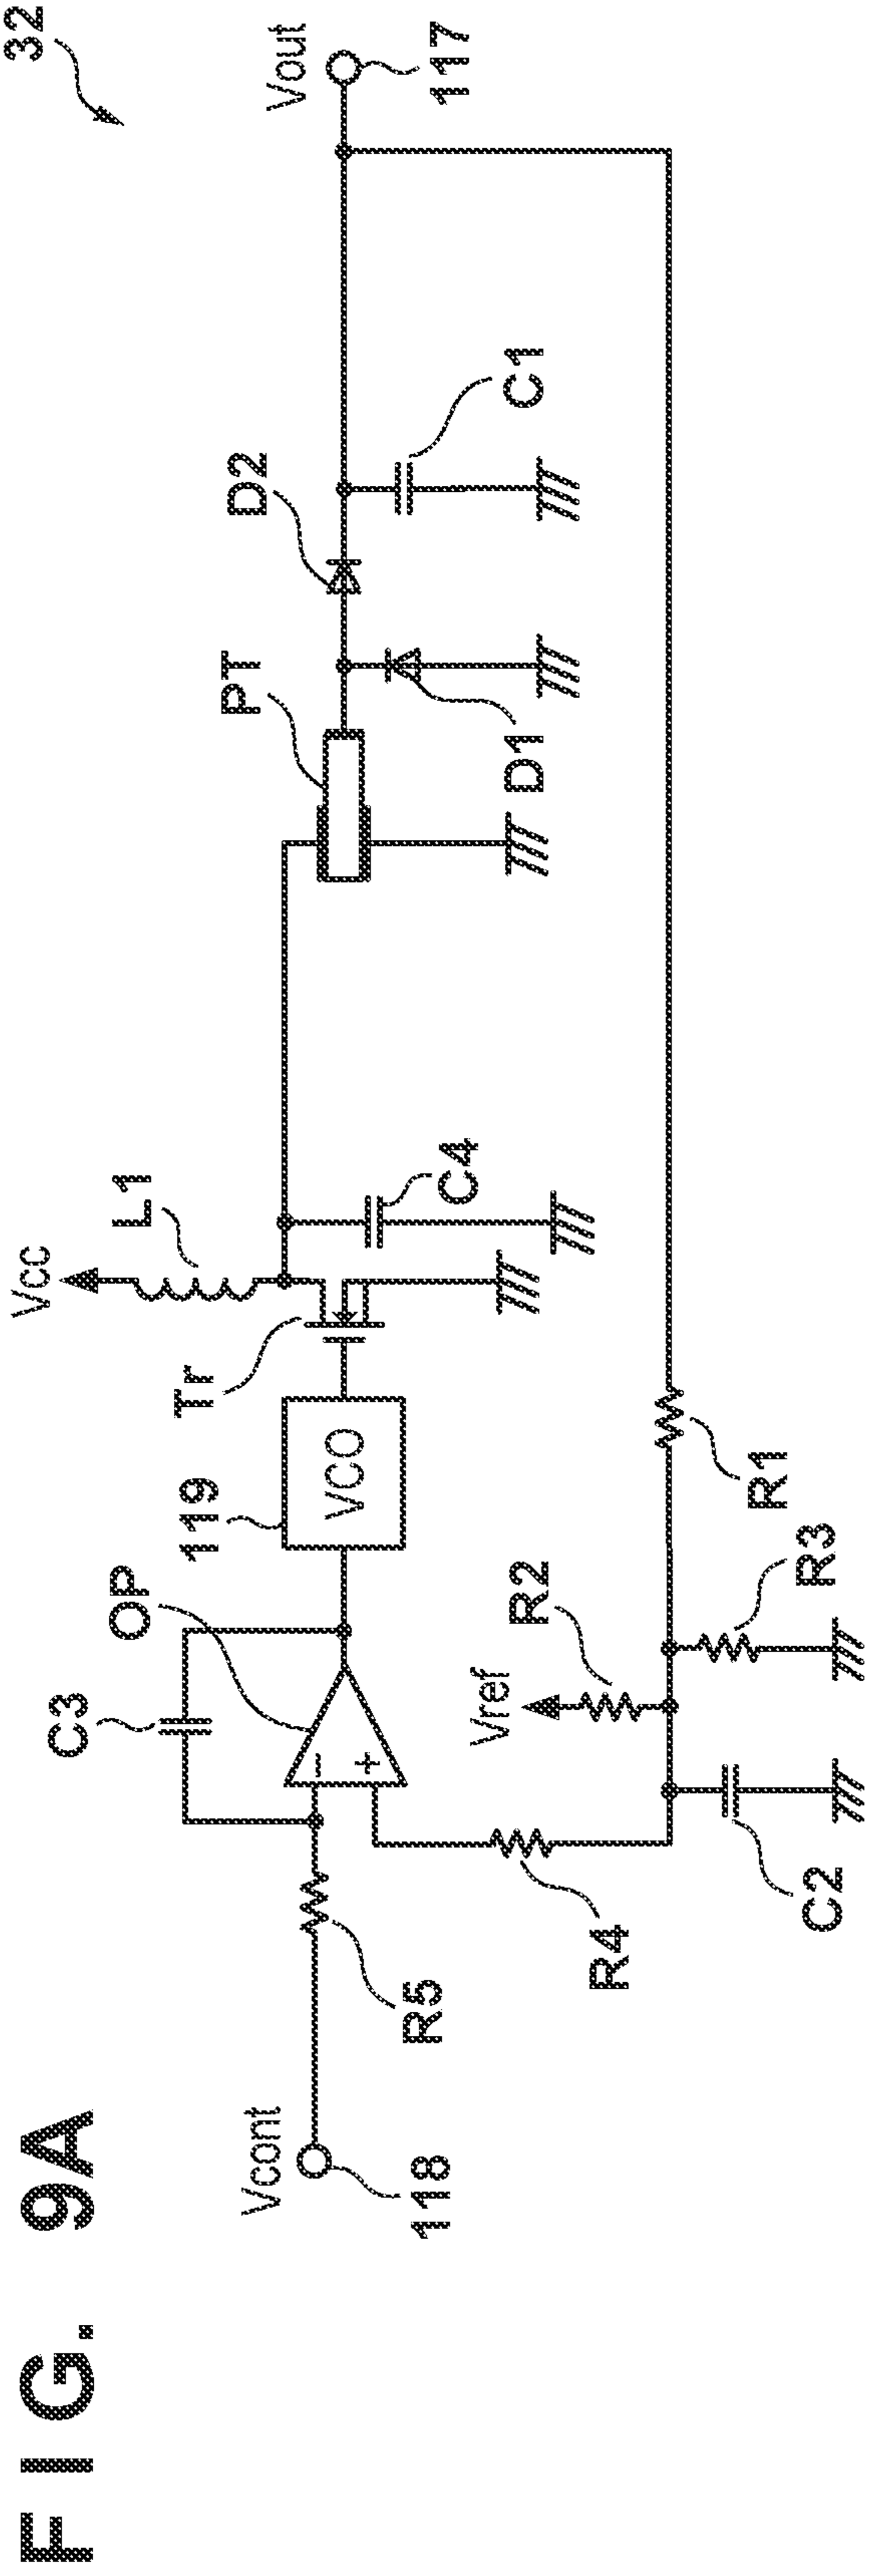 FIG. 9A
32
Vcc
L1
Tr
119
OP
C3
VCO
Vcont
118
R5
R4
C2
Vref
R2
R3
R1
C4
PT
D1
D2
C1
Vout
117
−
+